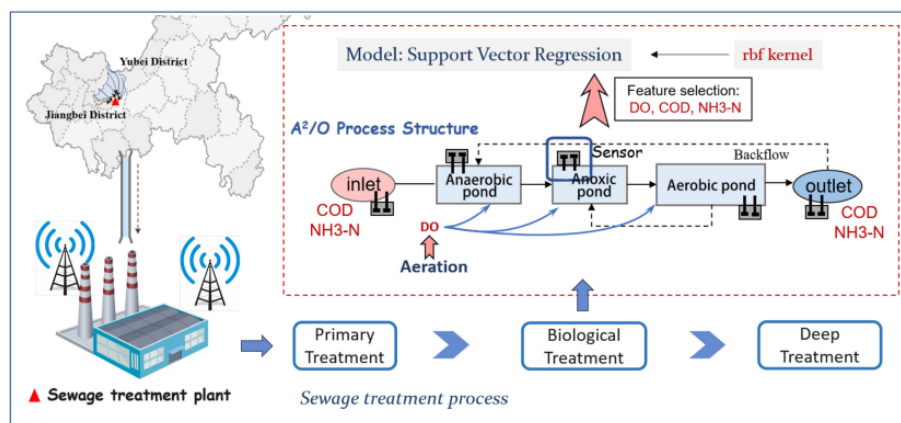 Yubei District
Jiangbei District
Model: Support Vector Regression
rbf kernel
Feature selection:
DO, COD, NH3-N
A²/O Process Structure
Sensor
Backflow
inlet
Anaerobic
pond
Anoxic
pond
Aerobic pond
outlet
COD
NH3-N
DO
Aeration
COD
NH3-N
Primary
Treatment
Biological
Treatment
Deep
Treatment
Sewage treatment plant
Sewage treatment process